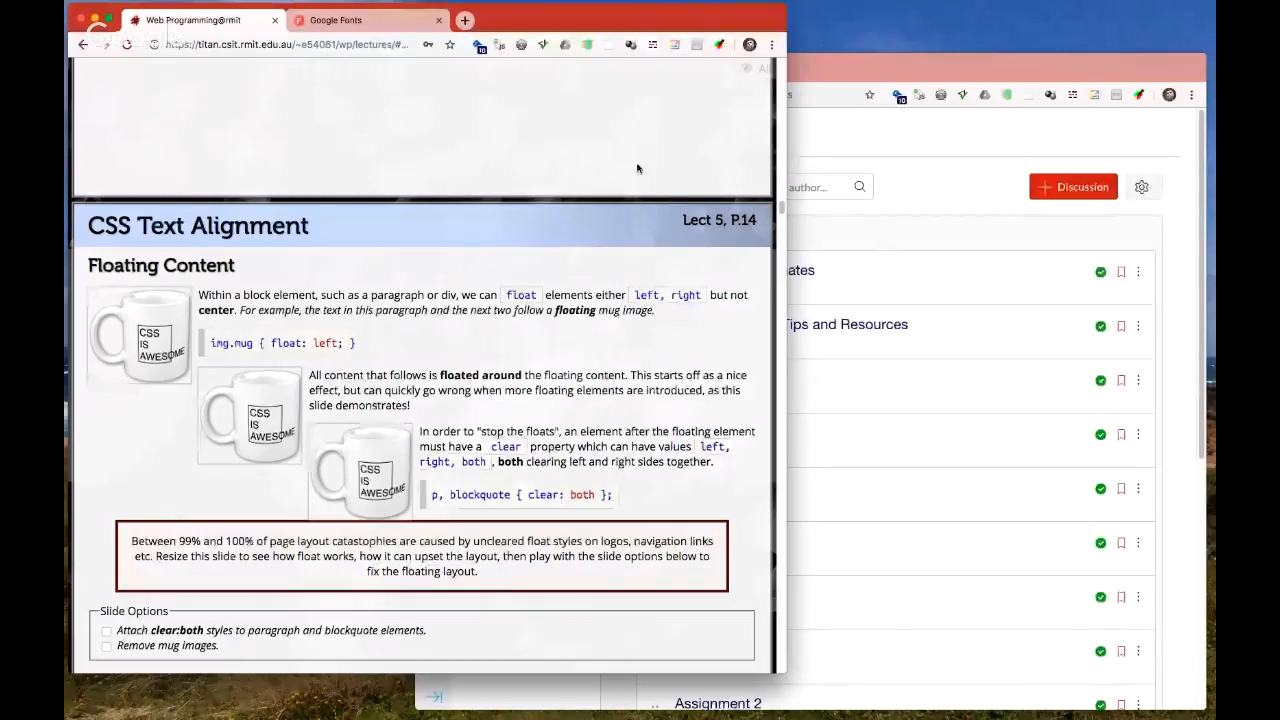 Web Programming@rmit
Google Fonts
https://titan.csit.rmit.edu.au/~e54061/wp/lectures/#...
10
10
CSS Text Alignment
Lect 5, P.14
Floating Content
Within a block element, such as a paragraph or div, we can float elements either left, right but not
center. For example, the text in this paragraph and the next two follow a floating mug image.
CSS
IS
AWESOME
img.mug { float: left; }
All content that follows is floated around the floating content. This starts off as a nice
effect, but can quickly go wrong when more floating elements are introduced, as this
slide demonstrates!
CSS
IS
AWESOME
In order to "stop the floats", an element after the floating element
must have a clear property which can have values left,
right, both , both clearing left and right sides together.
CSS
IS
AWESOME
p, blockquote { clear: both };
Between 99% and 100% of page layout catastophies are caused by uncleared float styles on logos, navigation links
etc. Resize this slide to see how float works, how it can upset the layout, then play with the slide options below to
fix the floating layout.
Slide Options
Attach clear:both styles to paragraph and blockquote elements.
Remove mug images.
author...
Discussion
Tips and Resources
Assignment 2